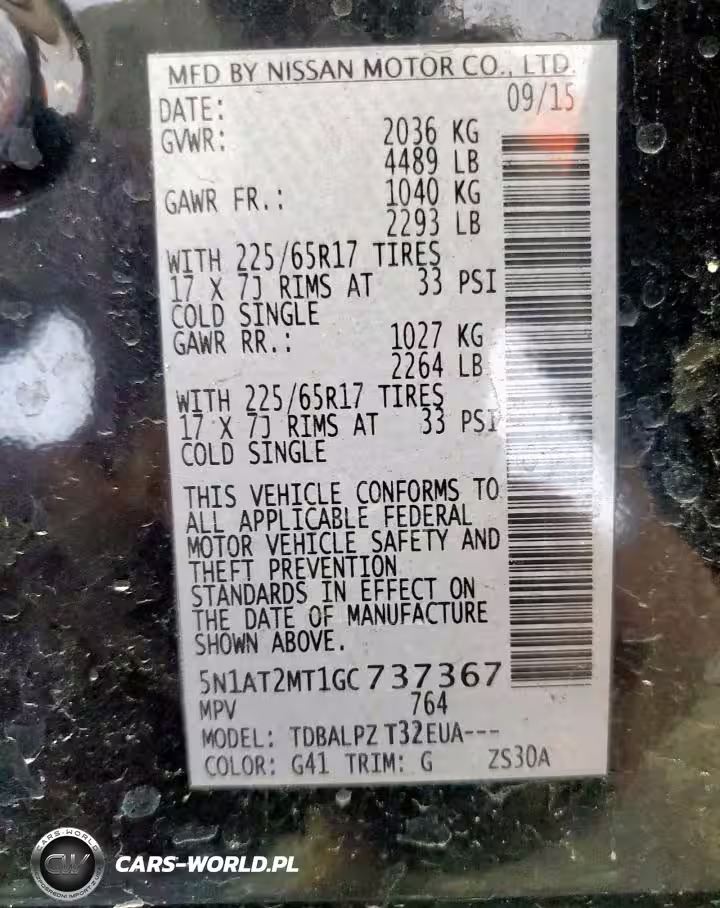 MFD BY NISSAN MOTOR CO., LTD.
DATE: 09/15
GVWR: 2036 KG
4489 LB
GAWR FR.: 1040 KG
2293 LB
WITH 225/65R17 TIRES
17 X 7J RIMS AT 33 PSI
COLD SINGLE
GAWR RR.: 1027 KG
2264 LB
WITH 225/65R17 TIRES
17 X 7J RIMS AT 33 PSI
COLD SINGLE
THIS VEHICLE CONFORMS TO
ALL APPLICABLE FEDERAL
MOTOR VEHICLE SAFETY AND
THEFT PREVENTION
STANDARDS IN EFFECT ON
THE DATE OF MANUFACTURE
SHOWN ABOVE.
5N1AT2MT1GC737367
MPV 764
MODEL: TDBALPZ T32EUA---
COLOR: G41 TRIM: G ZS30A
CARS-WORLD
CW
CARS-WORLD.PL